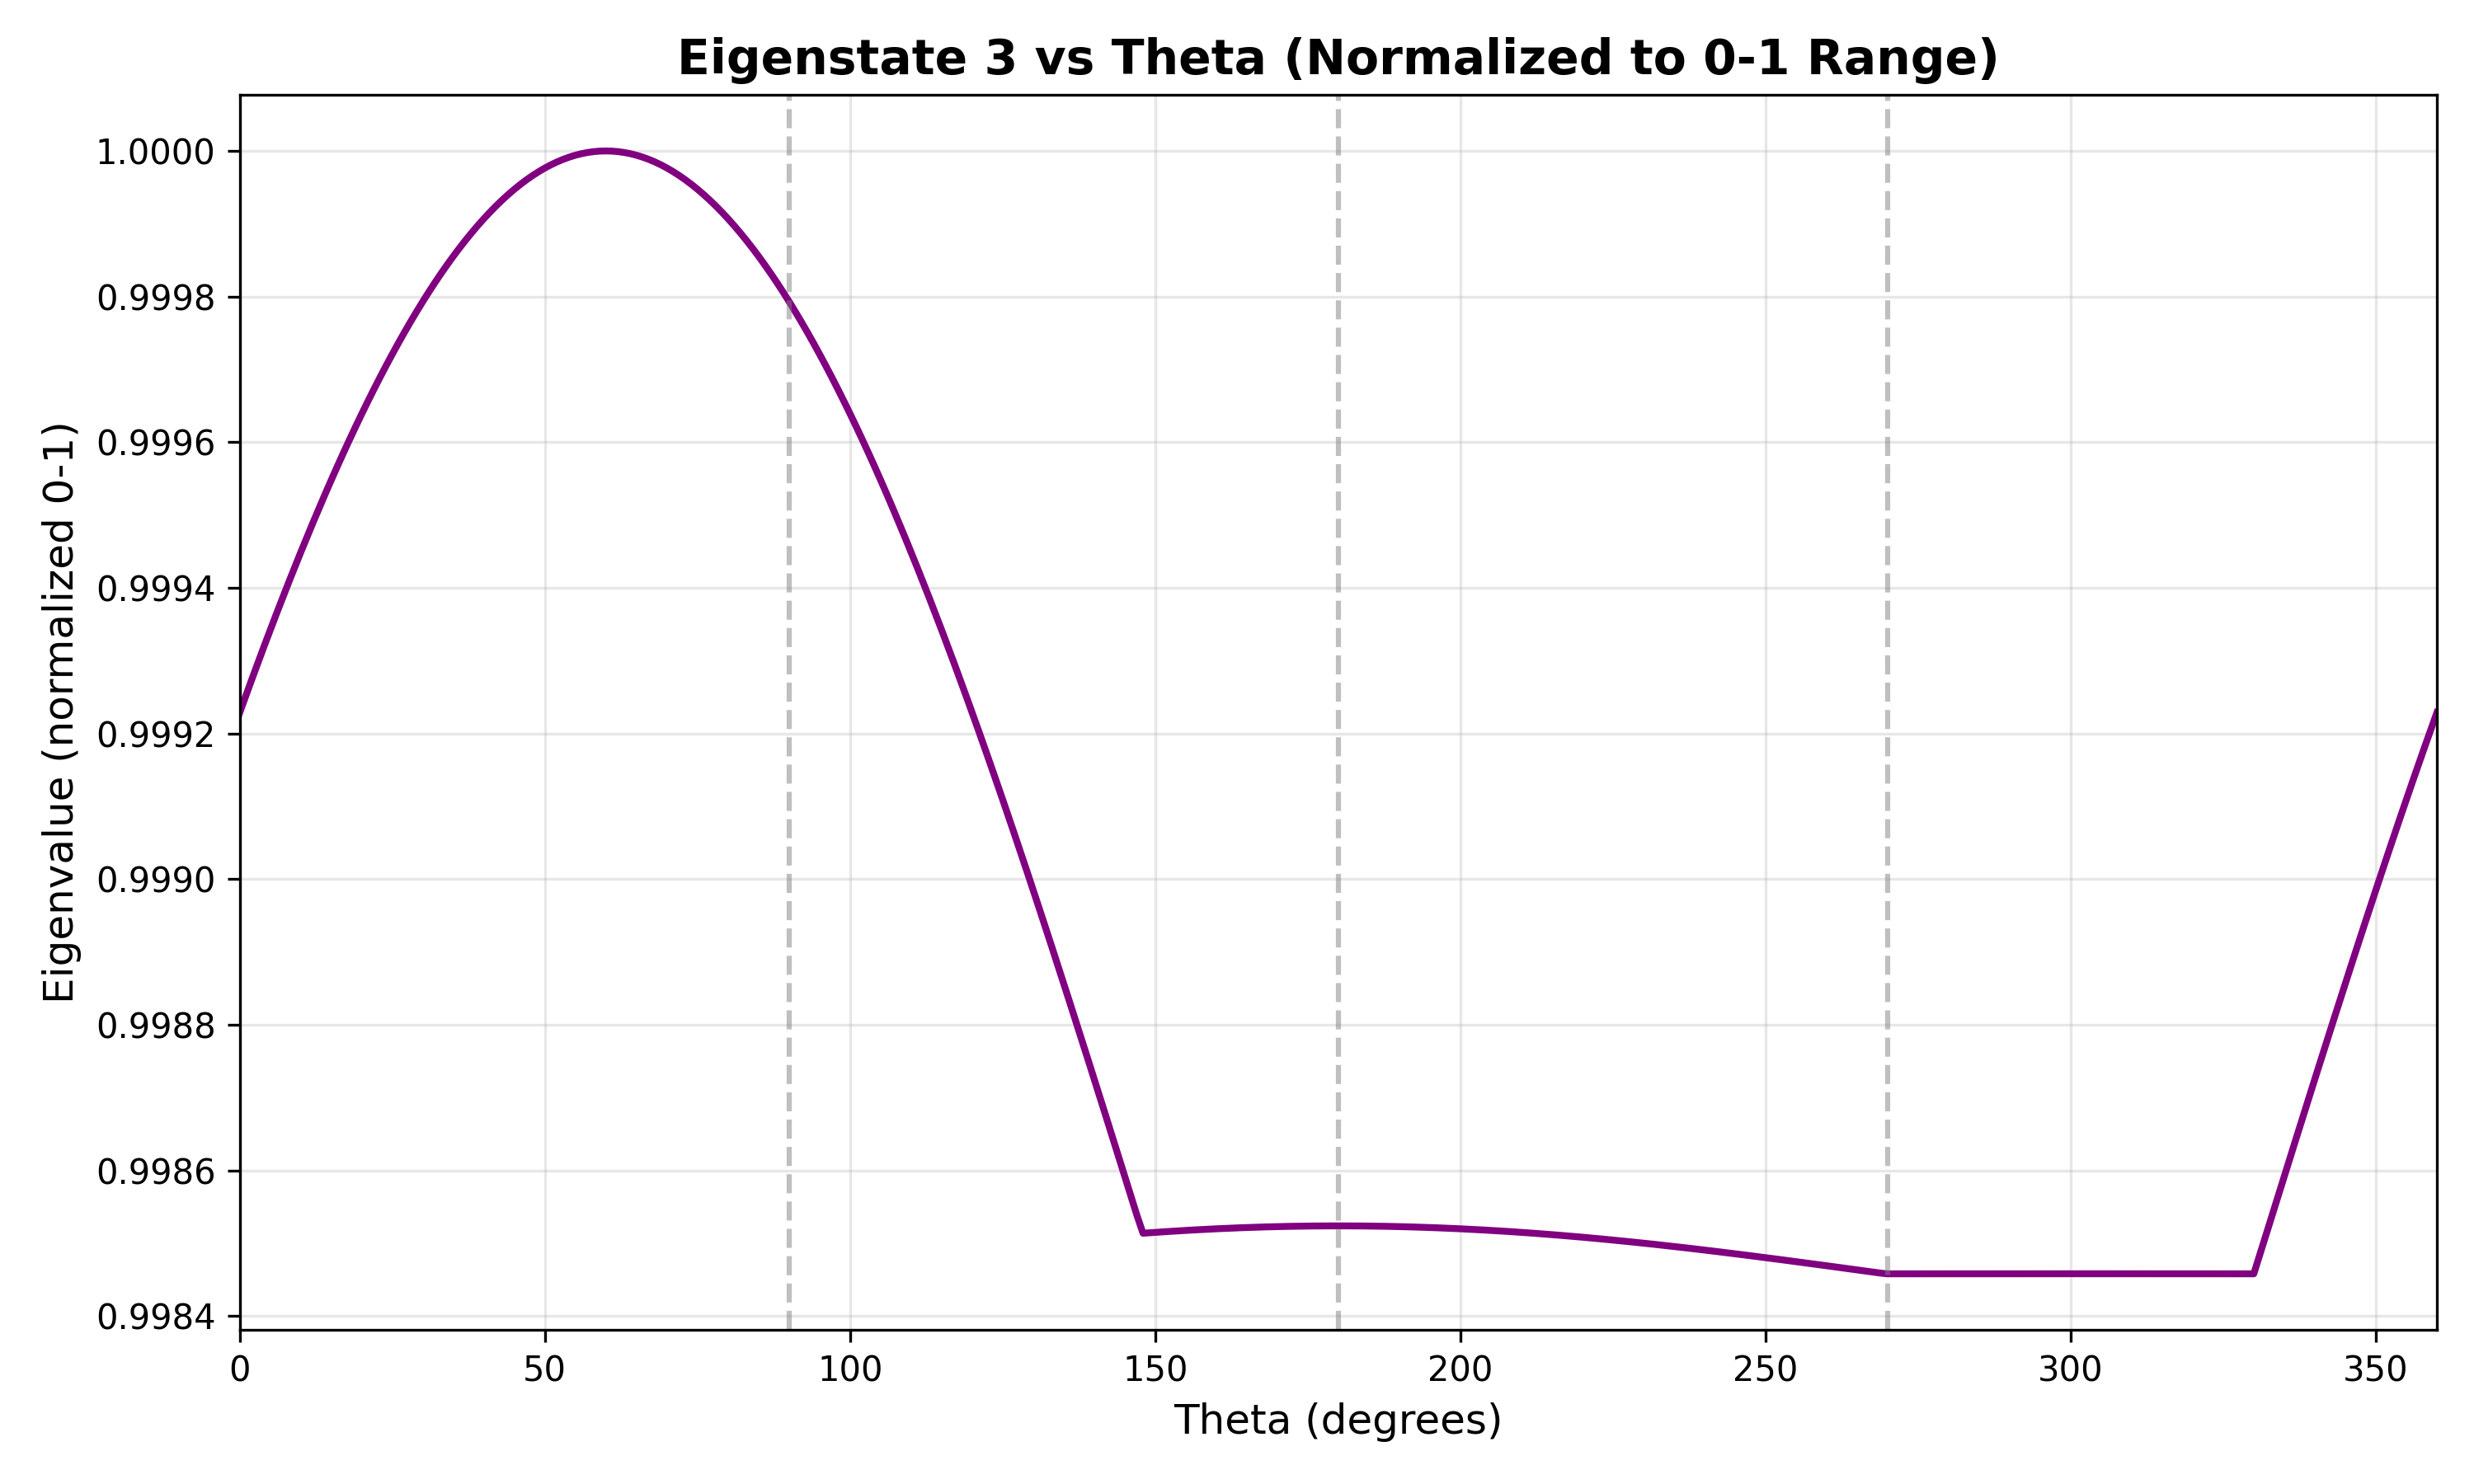 Eigenstate 3 vs Theta (Normalized to 0-1 Range)
Eigenvalue (normalized 0-1)
1.0000
0.9998
0.9996
0.9994
0.9992
0.9990
0.9988
0.9986
0.9984
0 50 100 150 200 250 300 350
Theta (degrees)